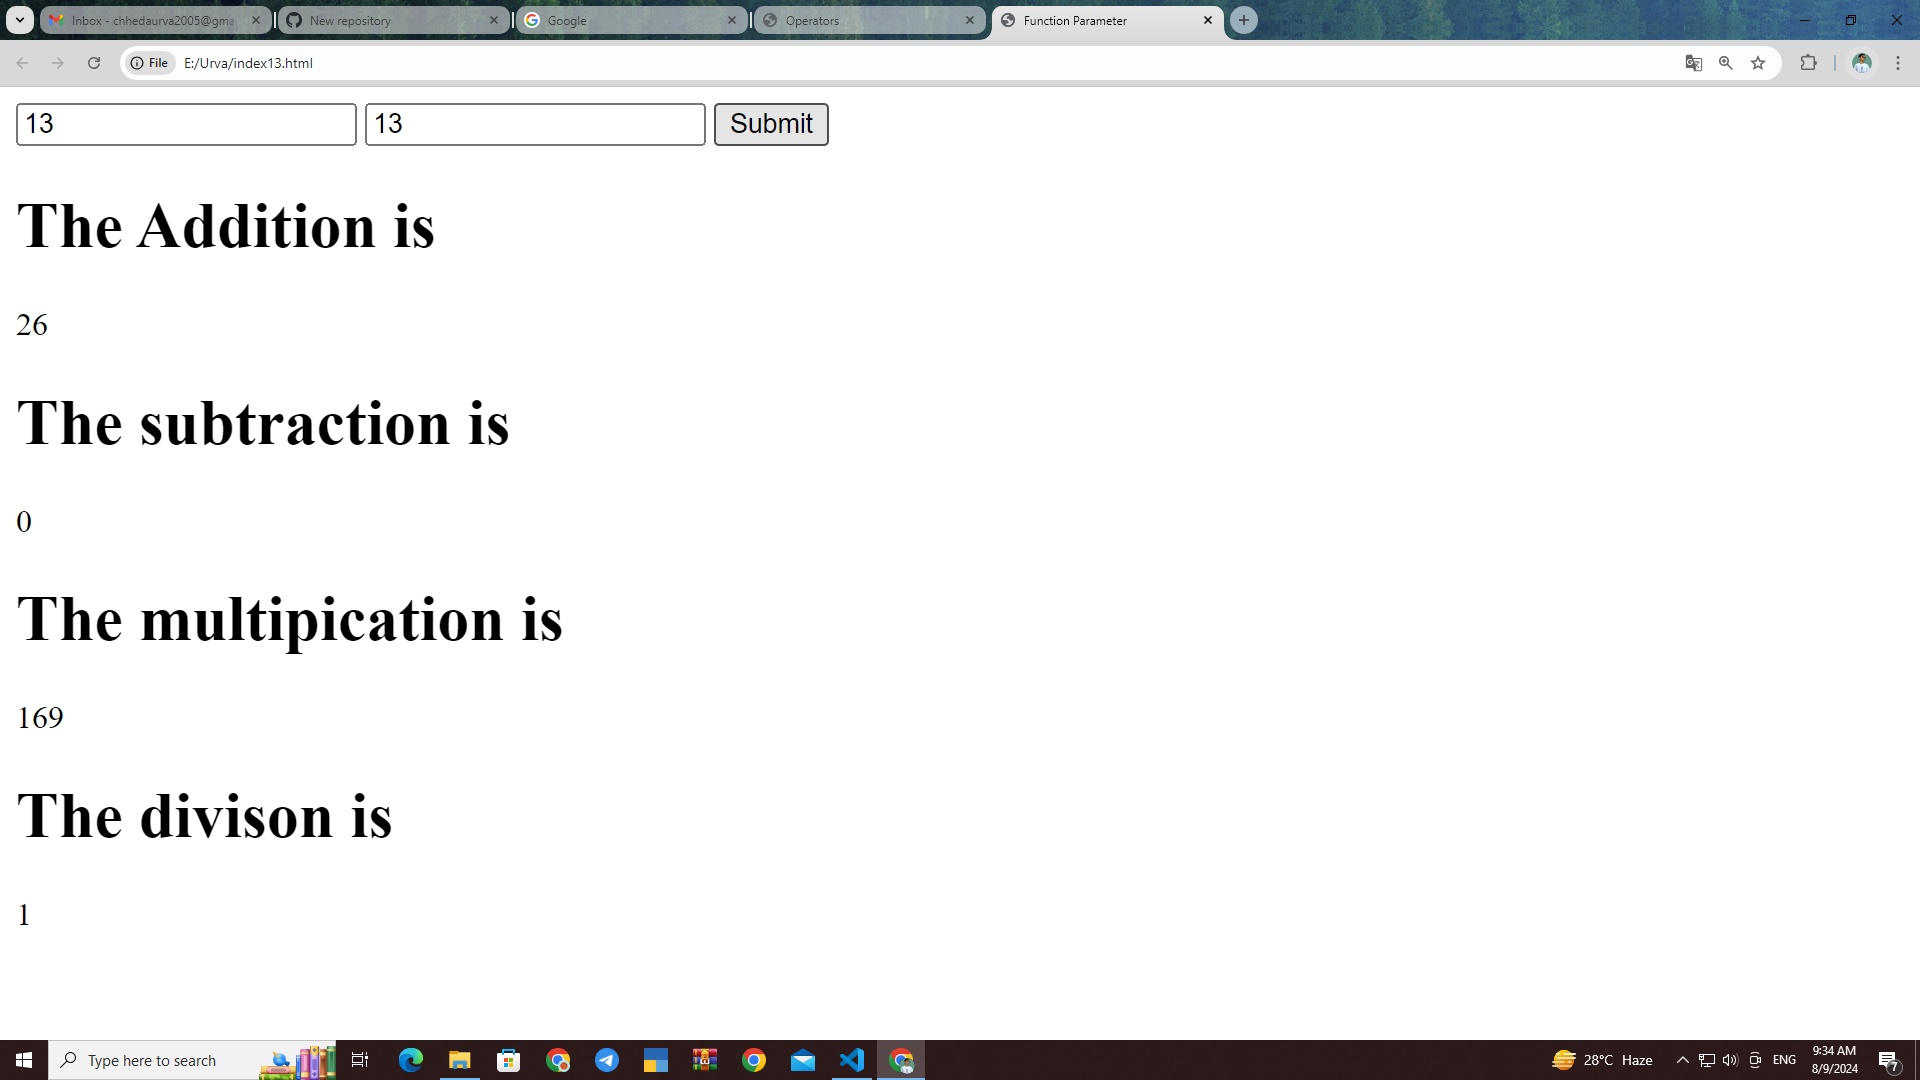 Inbox - chhedaurva2005@gma
New repository
Google
Operators
Function Parameter
File
E:/Urva/index13.html
13
13
Submit
The Addition is
26
The subtraction is
0
The multipication is
169
The divison is
1
Type here to search
28°C Haze
ENG
9:34 AM
8/9/2024
7